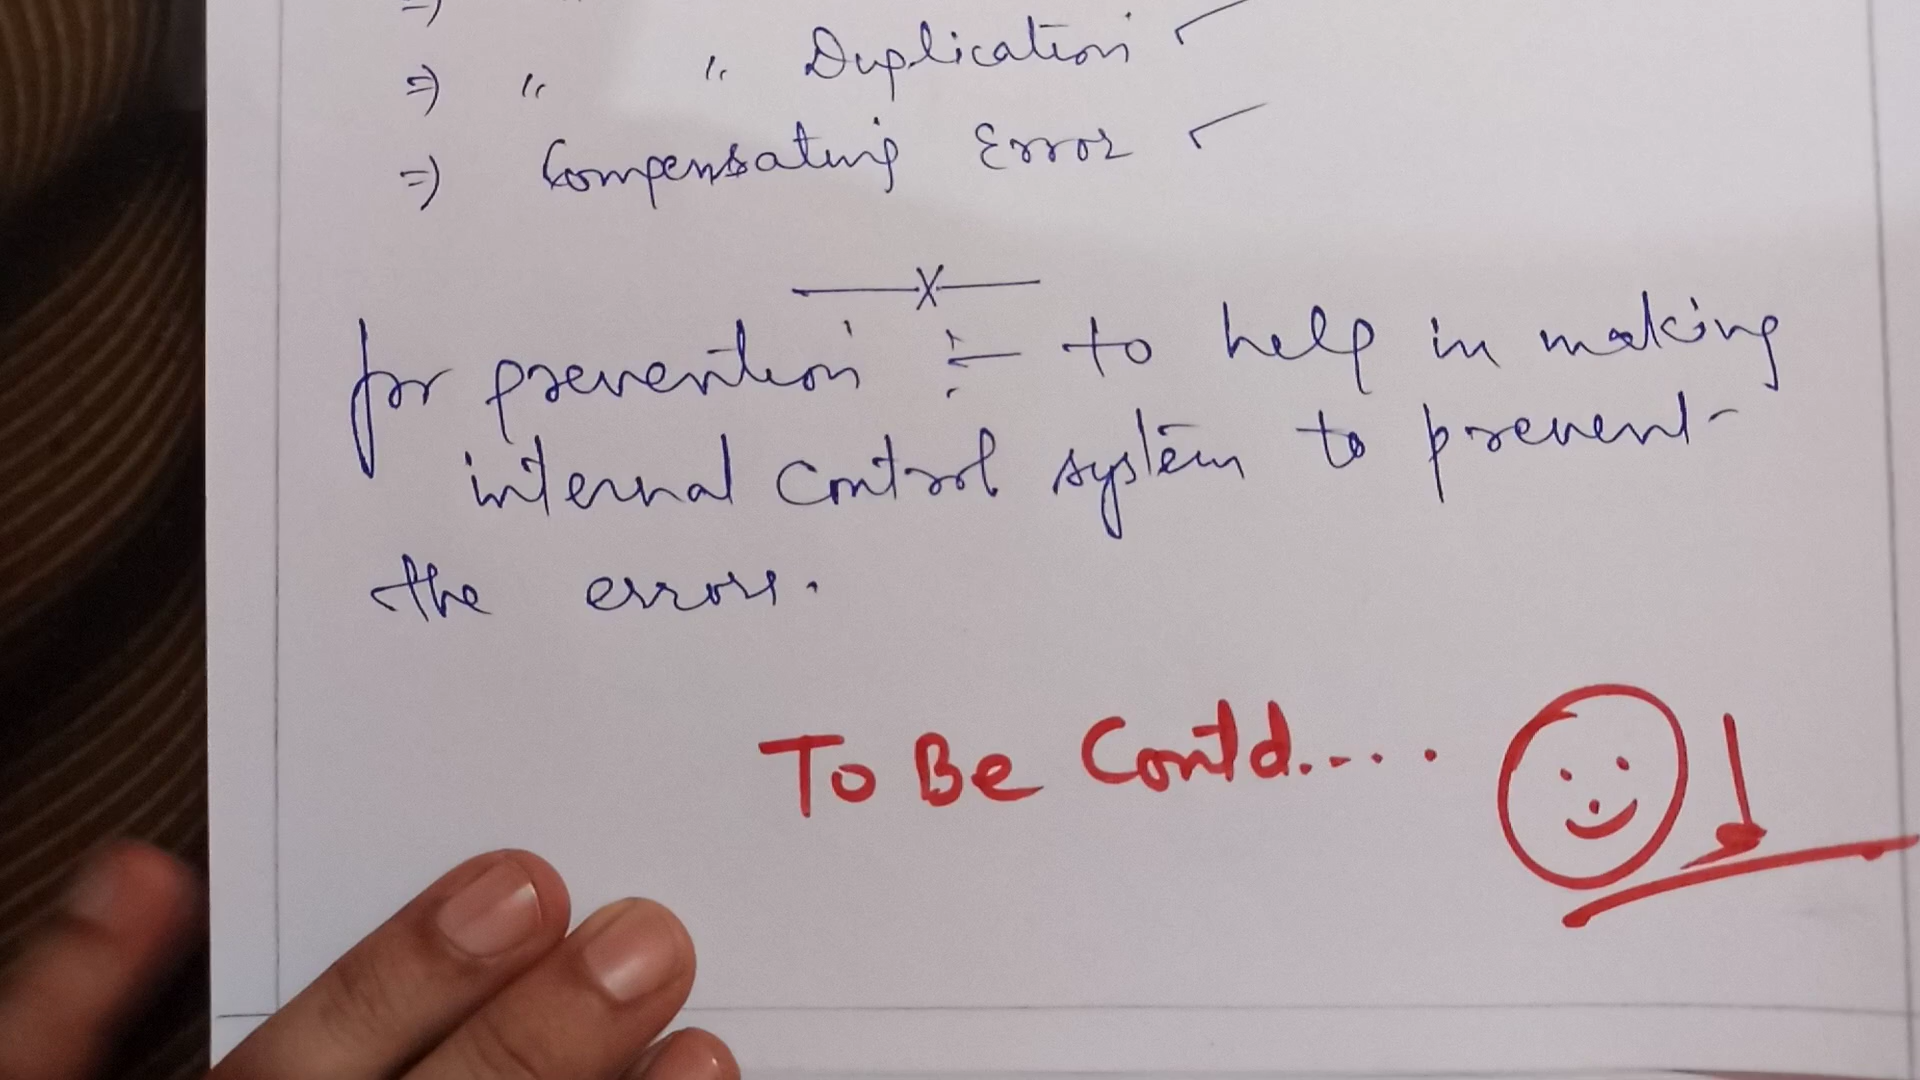 =)
=) " " Duplication ✓
=) Compensating Error ✓
—x—
for prevention :- to help in making
internal control system to prevent
the errors.
To Be Contd....